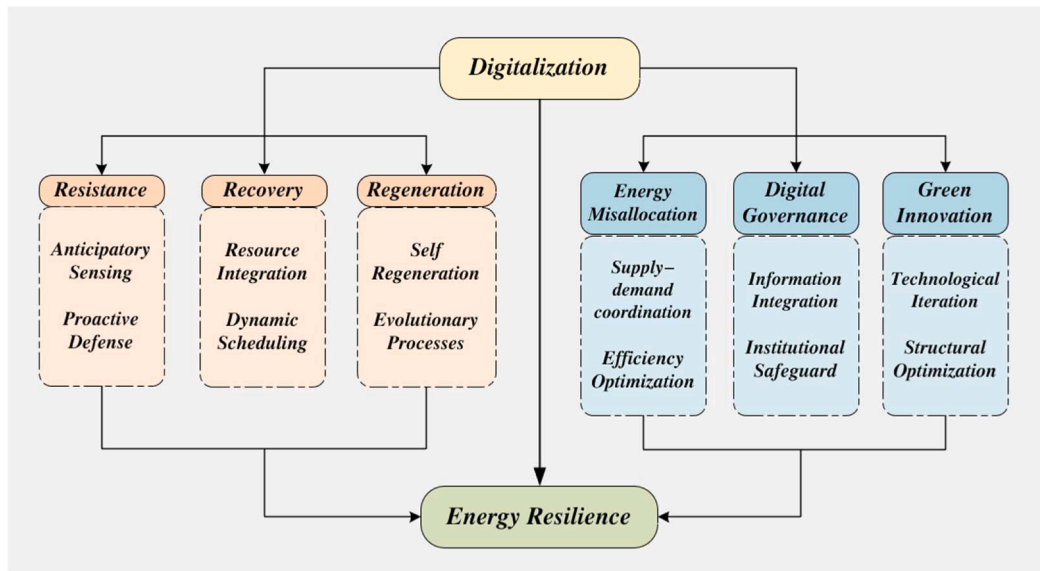 Digitalization
Resistance
Anticipatory
Sensing
Proactive
Defense
Recovery
Resource
Integration
Dynamic
Scheduling
Regeneration
Self
Regeneration
Evolutionary
Processes
Energy
Misallocation
Supply–
demand
coordination
Efficiency
Optimization
Digital
Governance
Information
Integration
Institutional
Safeguard
Green
Innovation
Technological
Iteration
Structural
Optimization
Energy Resilience